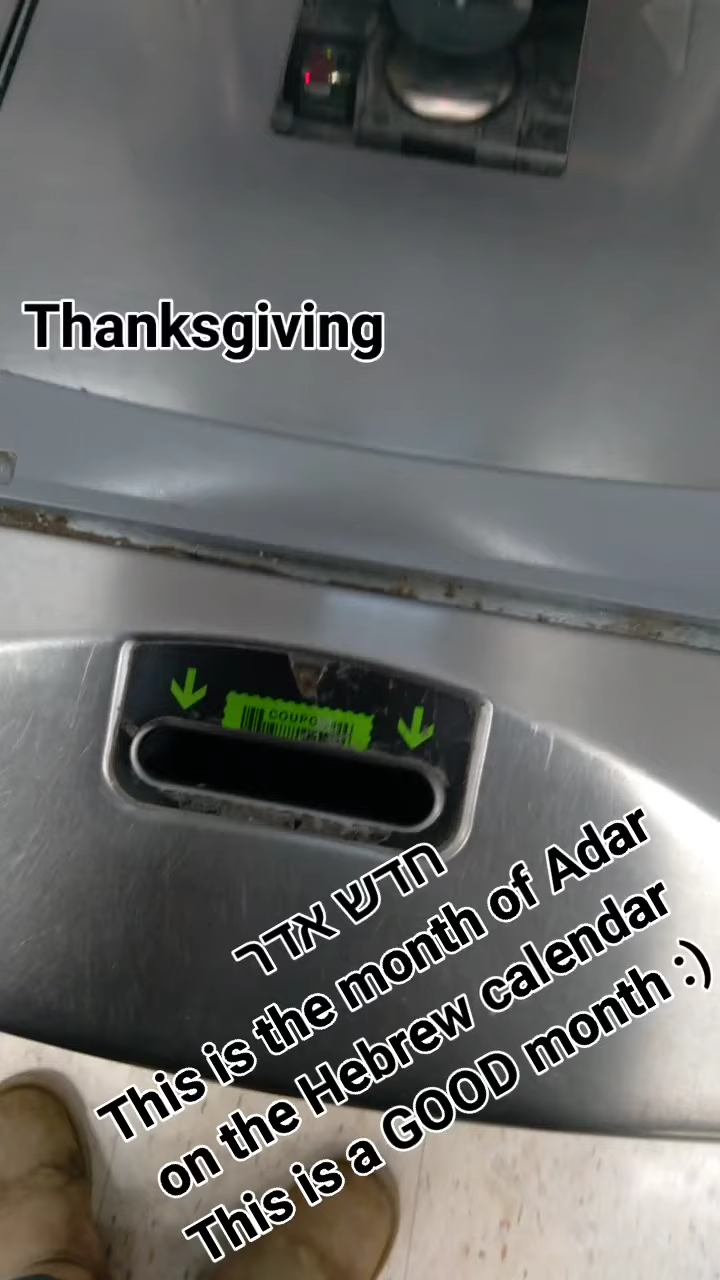 Thanksgiving
COUPO
חדש אדר
This is the month of Adar
on the Hebrew calendar
This is a GOOD month :)